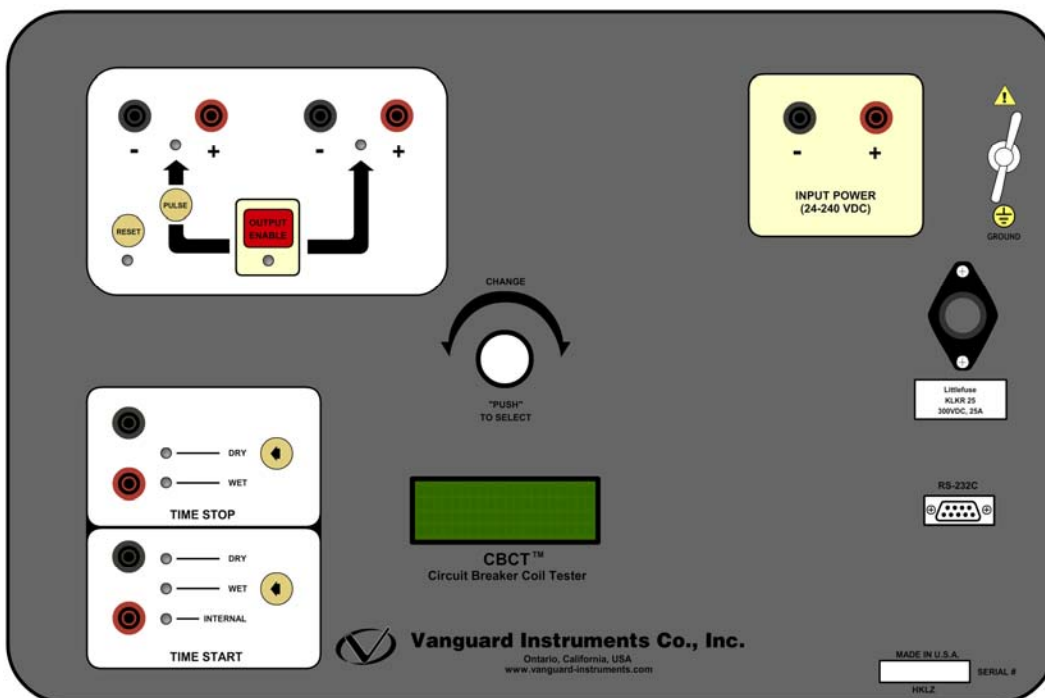 - +
- +
PULSE
RESET
OUTPUT
ENABLE
- +
INPUT POWER
(24-240 VDC)
GROUND
CHANGE
"PUSH"
TO SELECT
Littlefuse
KLKR 25
300VDC, 25A
DRY
WET
TIME STOP
DRY
WET
INTERNAL
TIME START
CBCT™
Circuit Breaker Coil Tester
RS-232C
Vanguard Instruments Co., Inc.
Ontario, California, USA
www.vanguard-instruments.com
MADE IN U.S.A.
SERIAL #
HKLZ